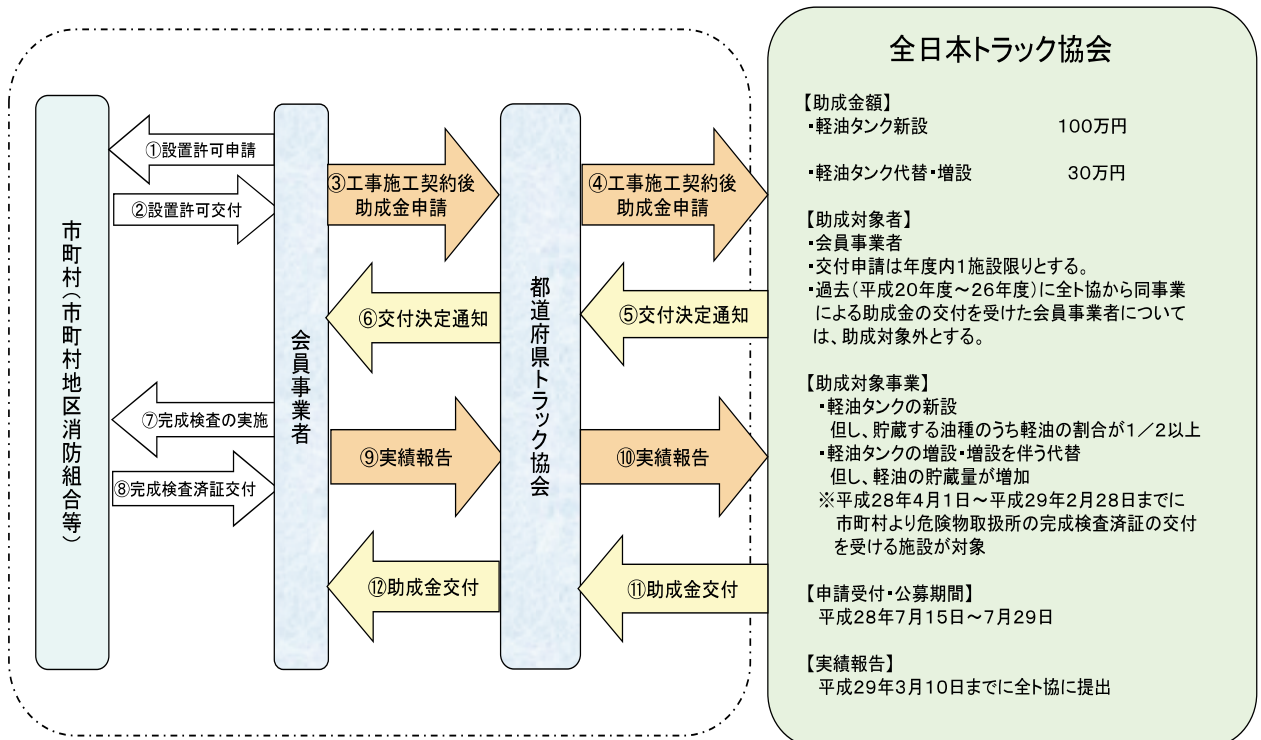 市町村（市町村地区消防組合等）
①設置許可申請
②設置許可交付
⑦完成検査の実施
⑧完成検査済証交付
会員事業者
③工事施工契約後
助成金申請
⑥交付決定通知
⑨実績報告
⑫助成金交付
都道府県トラック協会
④工事施工契約後
助成金申請
⑤交付決定通知
⑩実績報告
⑪助成金交付
全日本トラック協会
【助成金額】
・軽油タンク新設　100万円
・軽油タンク代替・増設　30万円
【助成対象者】
・会員事業者
・交付申請は年度内1施設限りとする。
・過去（平成20年度～26年度）に全ト協から同事業
による助成金の交付を受けた会員事業者について
は、助成対象外とする。
【助成対象事業】
・軽油タンクの新設
但し、貯蔵する油種のうち軽油の割合が1／2以上
・軽油タンクの増設・増設を伴う代替
但し、軽油の貯蔵量が増加
※平成28年4月1日～平成29年2月28日までに
市町村より危険物取扱所の完成検査済証の交付
を受ける施設が対象
【申請受付・公募期間】
平成28年7月15日～7月29日
【実績報告】
平成29年3月10日までに全ト協に提出